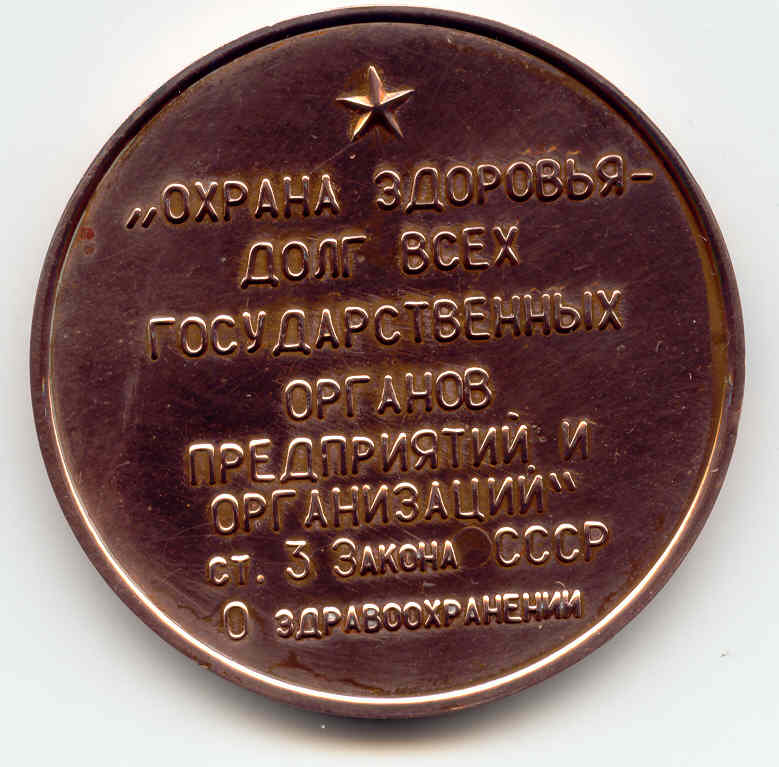 „ОХРАНА ЗДОРОВЬЯ-
ДОЛГ ВСЕХ
ГОСУДАРСТВЕННЫХ
ОРГАНОВ
ПРЕДПРИЯТИЙ И
ОРГАНИЗАЦИЙ"
ст. 3 ЗАКОНА СССР
О ЗДРАВООХРАНЕНИИ